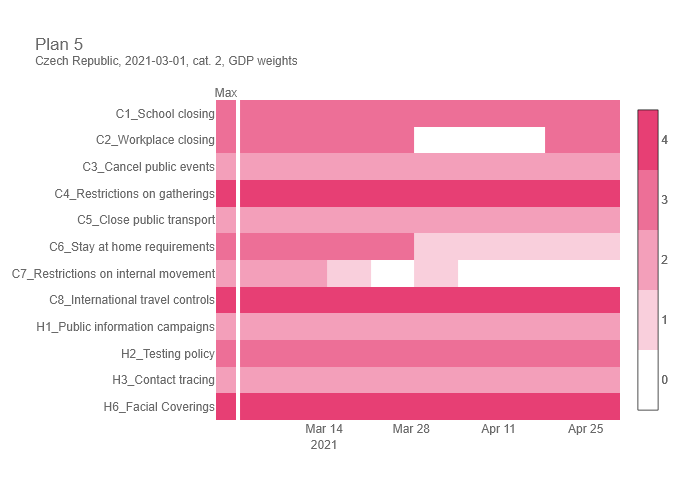 Plan 5
Czech Republic, 2021-03-01, cat. 2, GDP weights
Max
C1_School closing
C2_Workplace closing
C3_Cancel public events
C4_Restrictions on gatherings
C5_Close public transport
C6_Stay at home requirements
C7_Restrictions on internal movement
C8_International travel controls
H1_Public information campaigns
H2_Testing policy
H3_Contact tracing
H6_Facial Coverings
Mar 14 Mar 28 Apr 11 Apr 25
2021
4
3
2
1
0